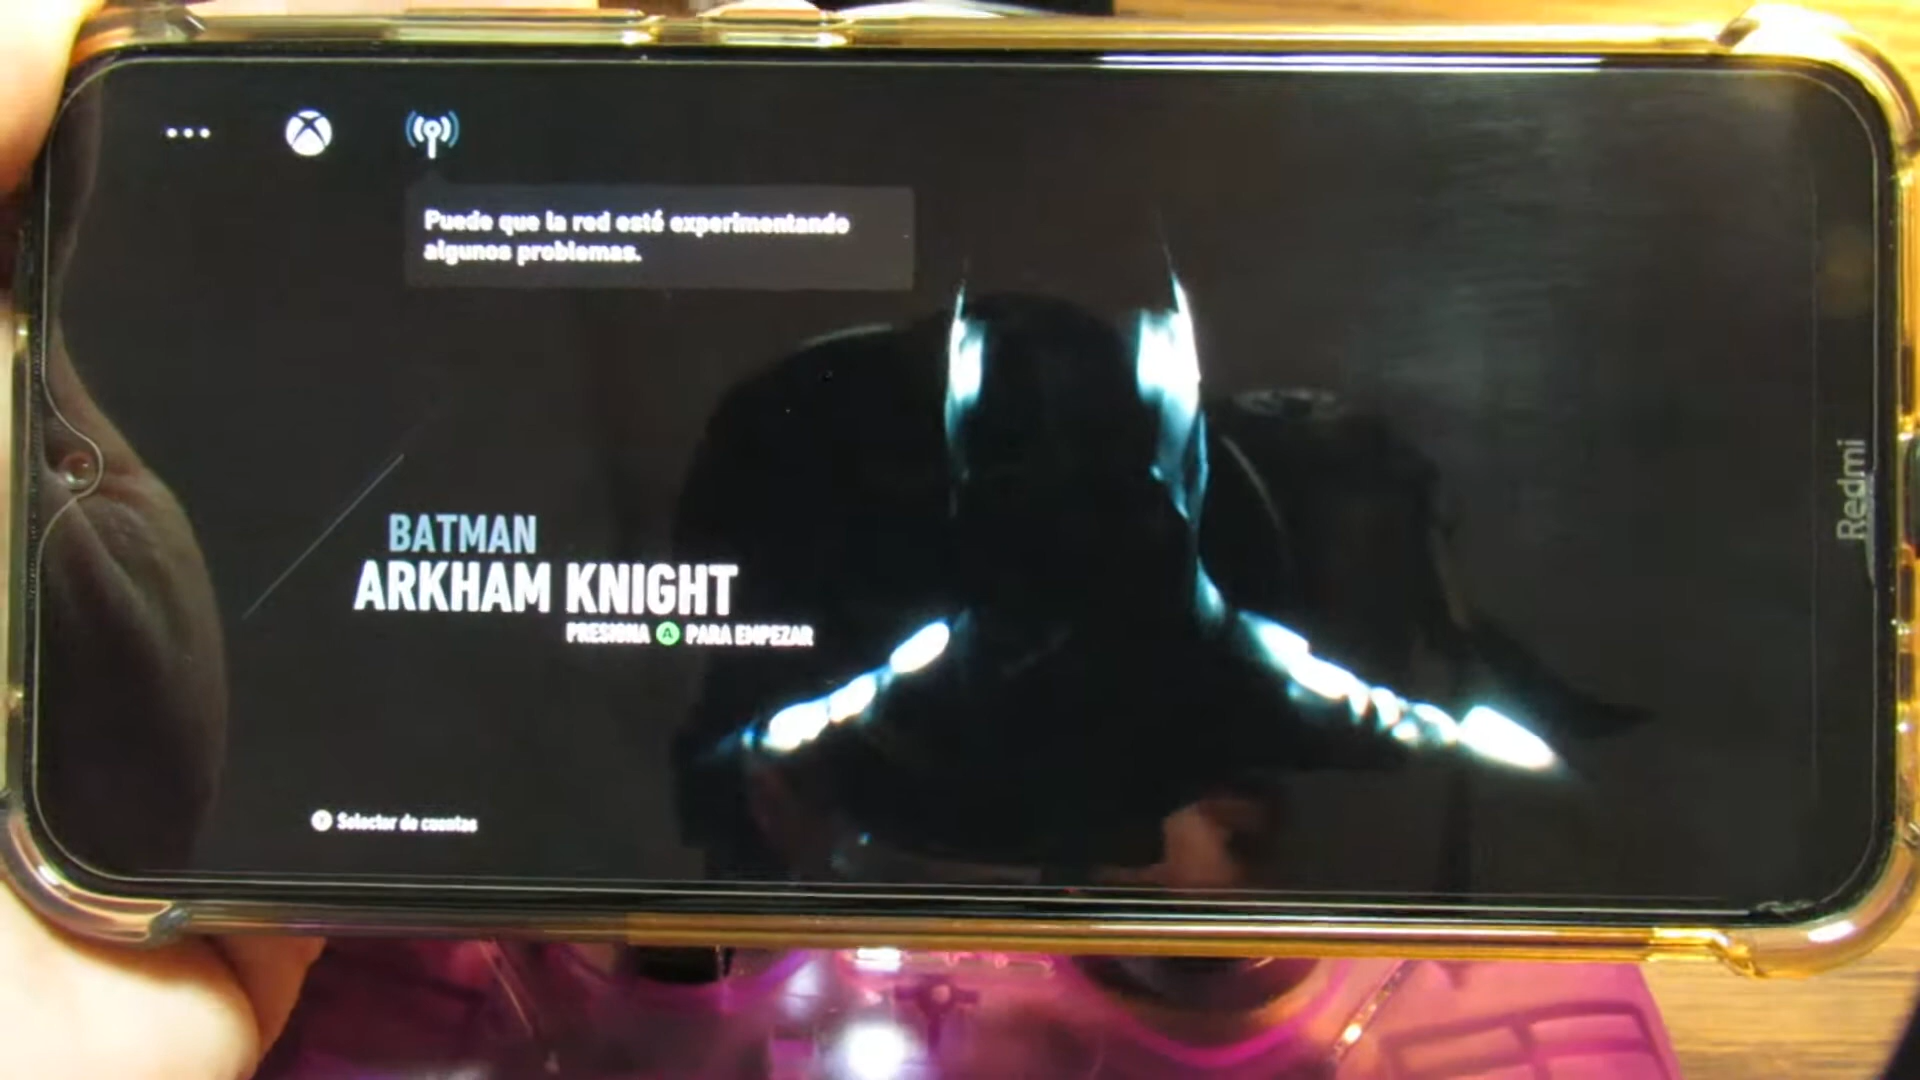 Puede que la red esté experimentando
algunos problemas.
BATMAN
ARKHAM KNIGHT
PRESIONA A PARA EMPEZAR
Selector de cuentas
Redmi